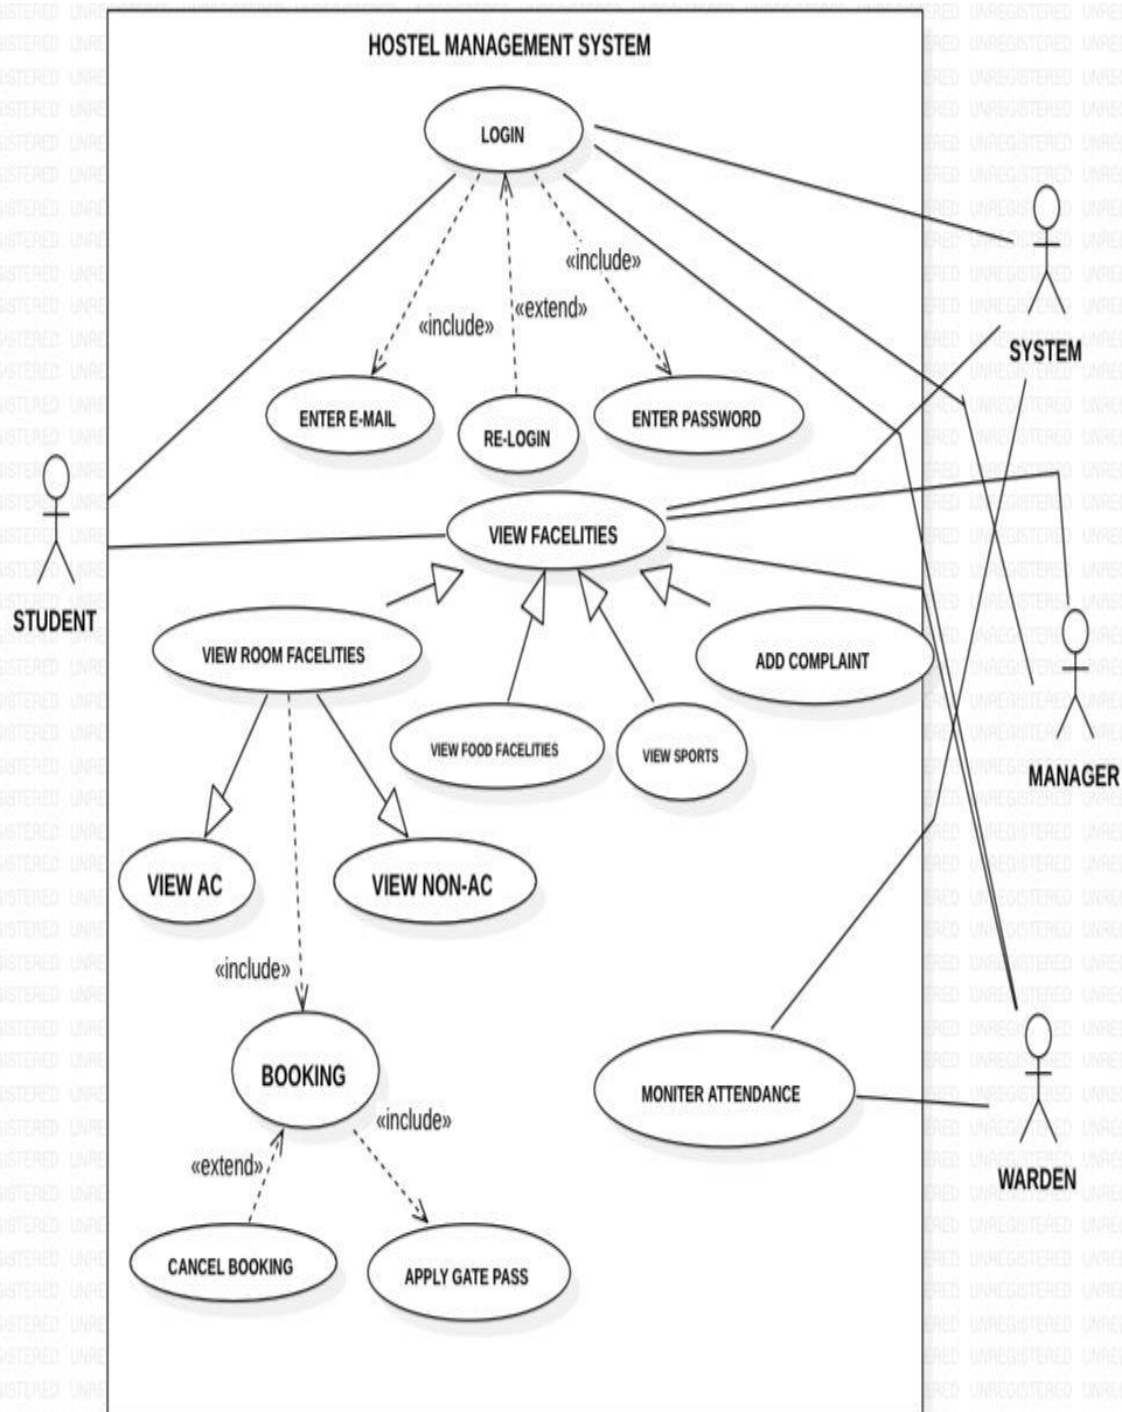 HOSTEL MANAGEMENT SYSTEM
LOGIN
«include»
«extend»
«include»
SYSTEM
ENTER E-MAIL
RE-LOGIN
ENTER PASSWORD
VIEW FACELITIES
STUDENT
VIEW ROOM FACELITIES
ADD COMPLAINT
VIEW FOOD FACELITIES
VIEW SPORTS
MANAGER
VIEW AC
VIEW NON-AC
«include»
BOOKING
MONITER ATTENDANCE
«include»
«extend»
WARDEN
CANCEL BOOKING
APPLY GATE PASS